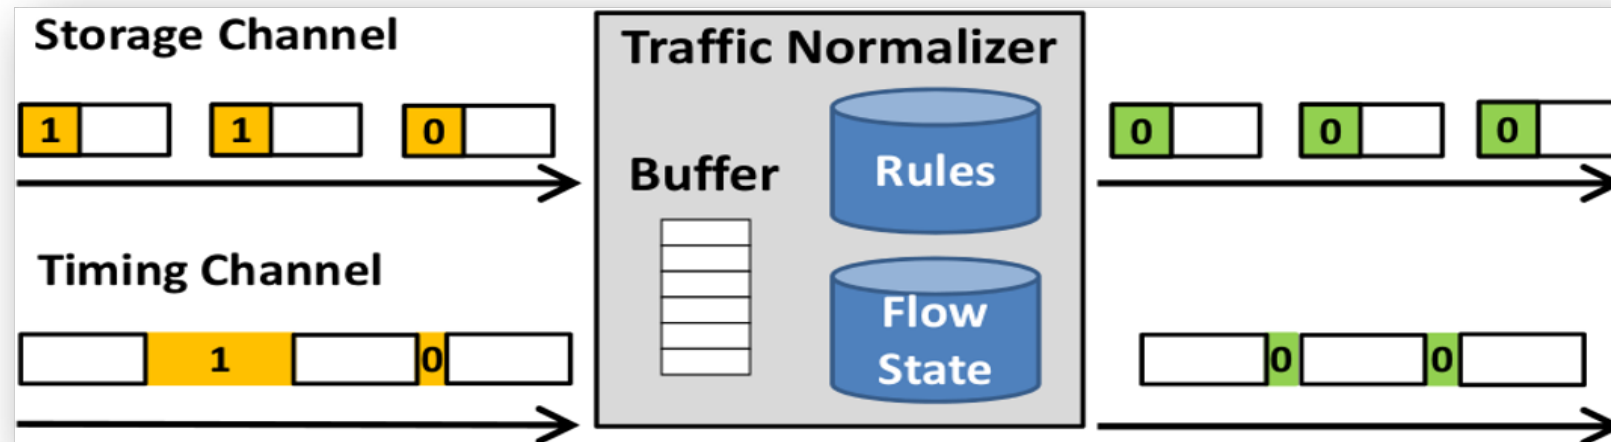 Storage Channel
1 1 0
Timing Channel
1 0
Traffic Normalizer
Buffer
Rules
Flow
State
0 0 0
0 0